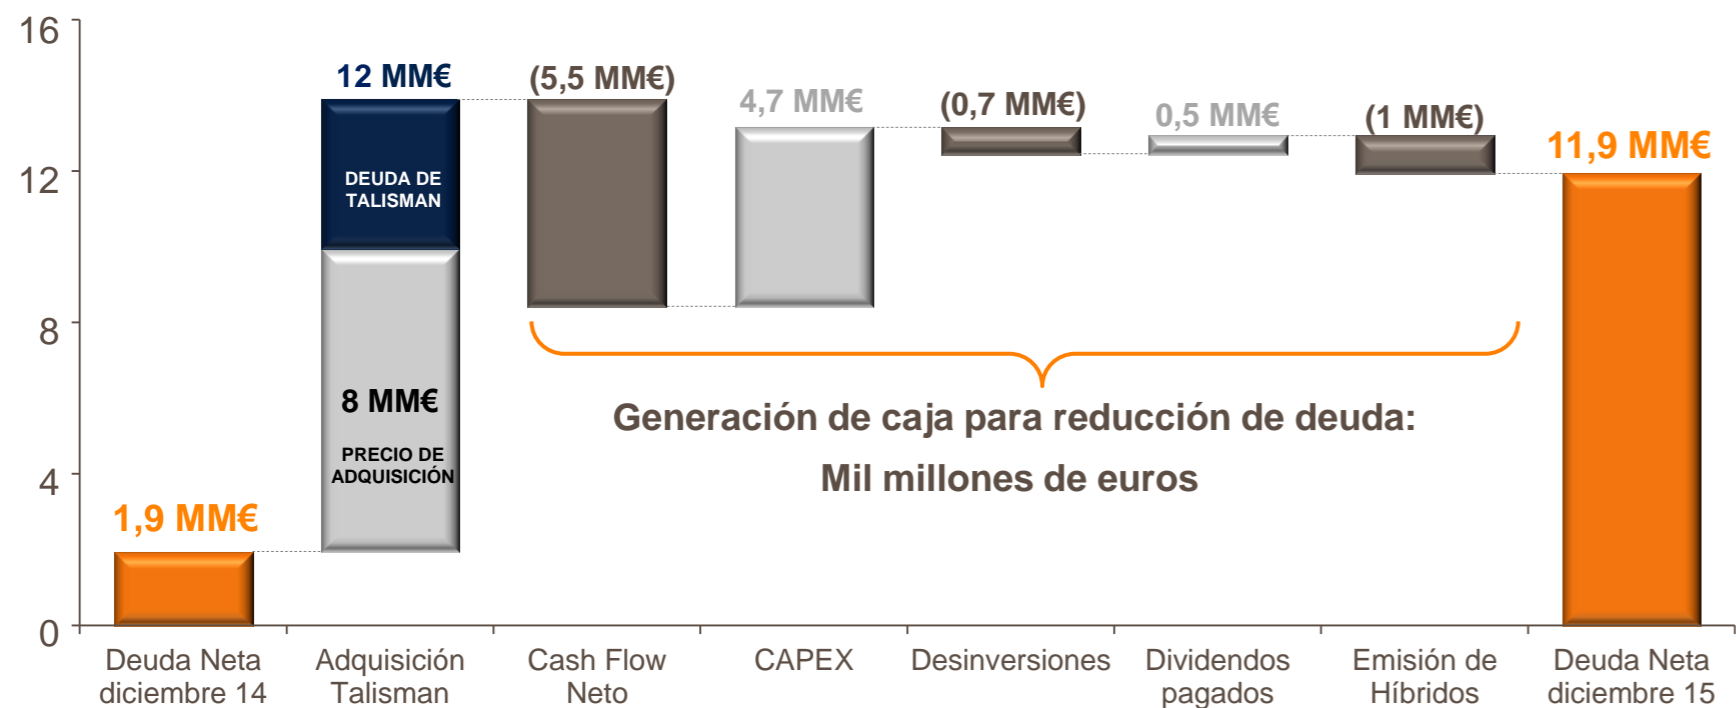 16
12
8
4
0
1,9 MM€
12 MM€
DEUDA DE
TALISMAN
8 MM€
PRECIO DE
ADQUISICIÓN
(5,5 MM€)
4,7 MM€
(0,7 MM€)
0,5 MM€
(1 MM€)
11,9 MM€
Generación de caja para reducción de deuda:
Mil millones de euros
Deuda Neta
diciembre 14
Adquisición
Talisman
Cash Flow
Neto
CAPEX
Desinversiones
Dividendos
pagados
Emisión de
Híbridos
Deuda Neta
diciembre 15